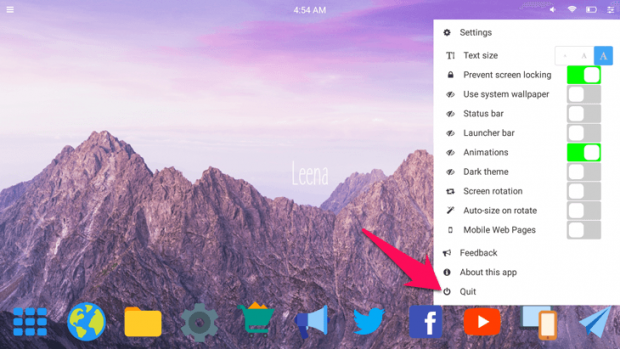 4:54 AM
Settings
Text size
A
A
Prevent screen locking
Use system wallpaper
Status bar
Launcher bar
Animations
Dark theme
Screen rotation
Auto-size on rotate
Mobile Web Pages
Feedback
About this app
Quit
Leena